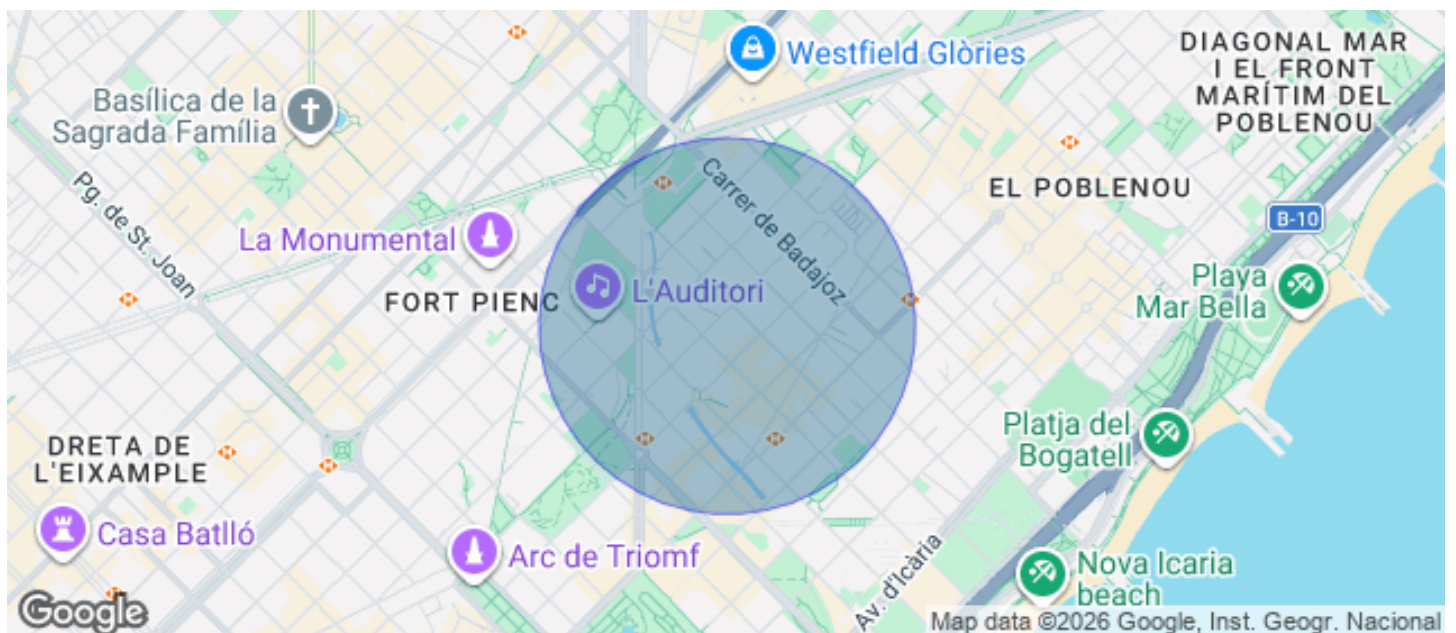 Westfield Glòries
DIAGONAL MAR
I EL FRONT
MARÍTIM DEL
POBLENOU
Basílica de la
Sagrada Família
Pg. de St. Joan
Carrer de Badajoz
EL POBLENOU
B-10
La Monumental
FORT PIENC
L'Auditori
Playa
Mar Bella
Platja del
Bogatell
DRETA DE
L'EIXAMPLE
Casa Batlló
Arc de Triomf
Av. d'Icària
Nova Icaria
beach
Google
Map data ©2026 Google, Inst. Geogr. Nacional